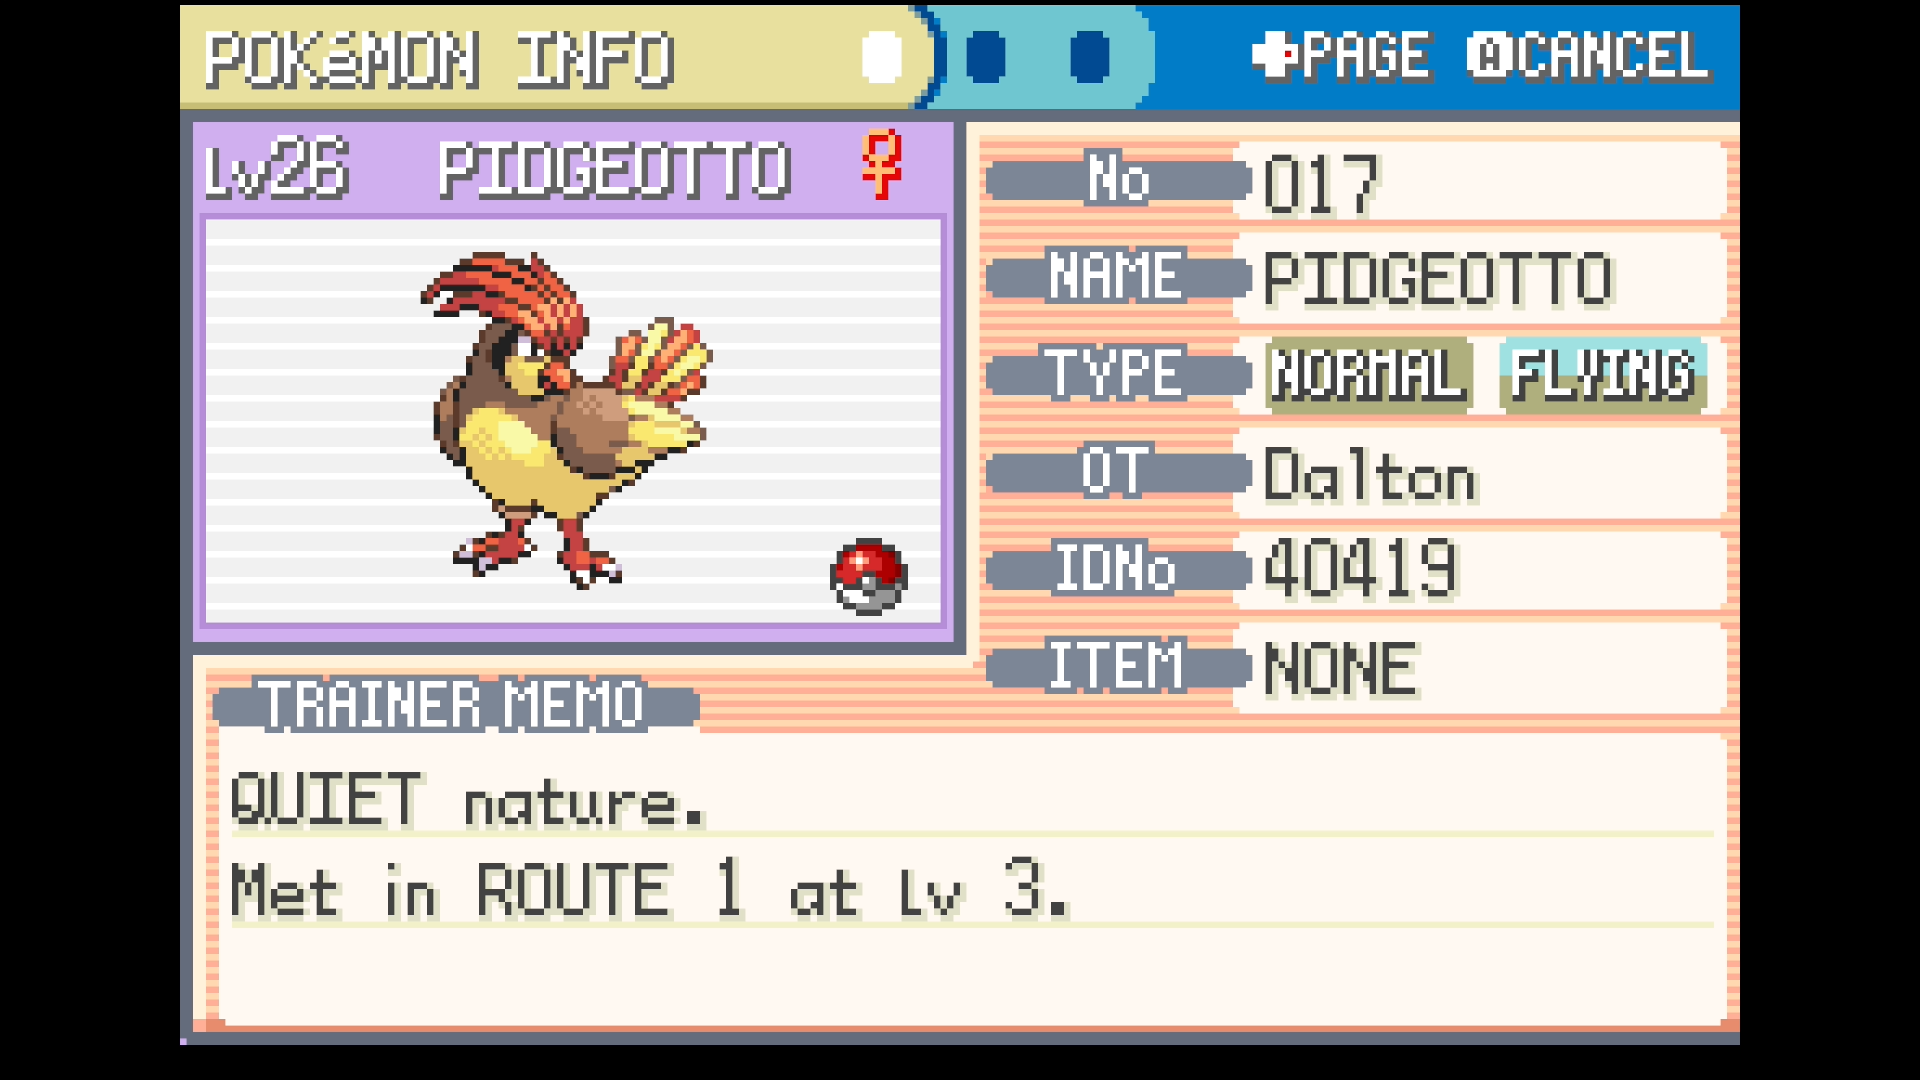 POKéMON INFO PAGE A CANCEL
Lv26 PIDGEOTTO ♀
No 017
NAME PIDGEOTTO
TYPE NORMAL FLYING
OT Dalton
IDNo 40419
ITEM NONE
TRAINER MEMO
QUIET nature.
Met in ROUTE 1 at Lv 3.